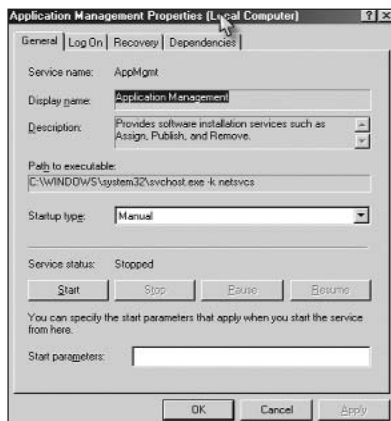 Application Management Properties (Local Computer)
General Log On Recovery Dependencies
Service name: AppMgmt
Display name: Application Management
Description: Provides software installation services such as
Assign, Publish, and Remove.
Path to executable:
C:\WINDOWS\system32\svchost.exe -k netsvcs
Startup type: Manual
Service status: Stopped
Start Stop Pause Resume
You can specify the start parameters that apply when you start the service
from here.
Start parameters:
OK Cancel Apply